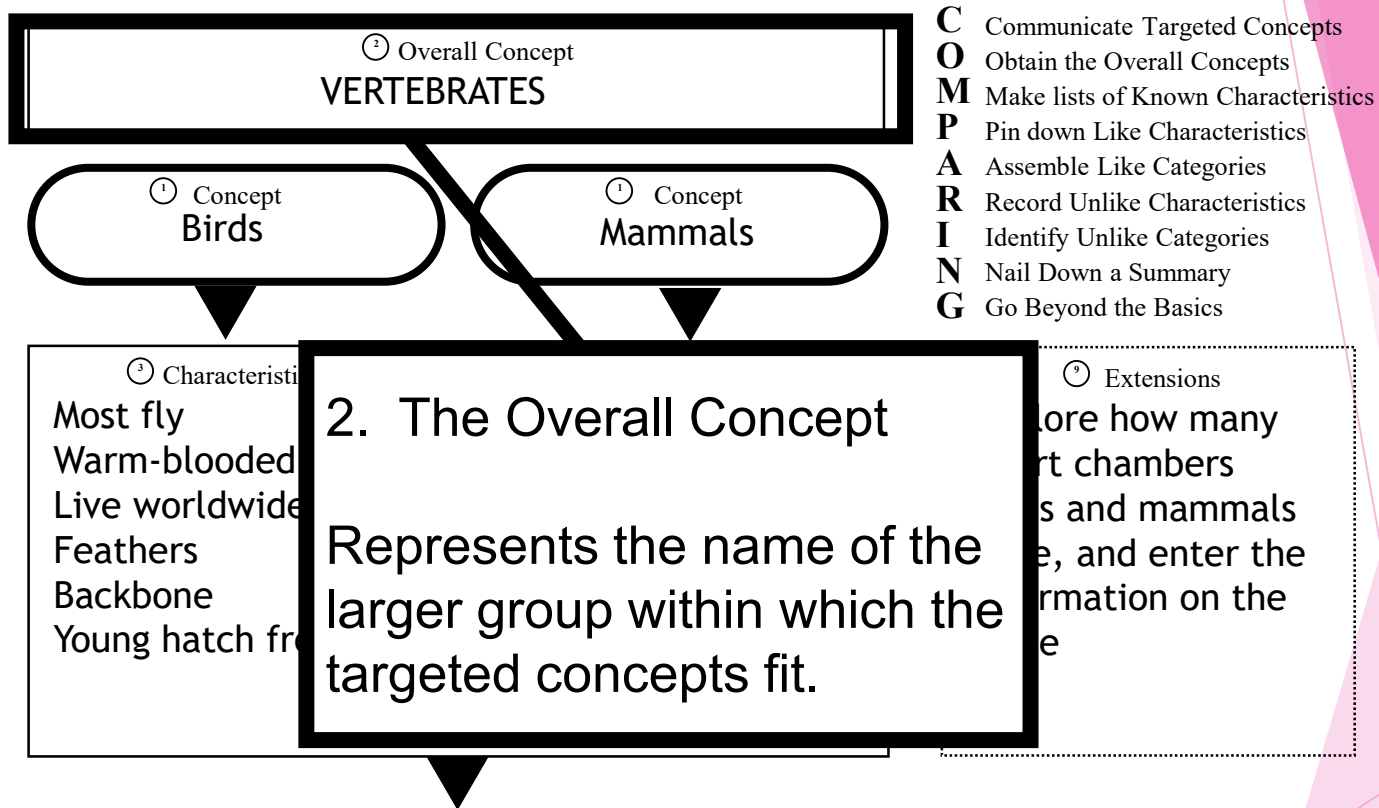 ② Overall Concept
VERTEBRATES
① Concept
Birds
① Concept
Mammals
C Communicate Targeted Concepts
O Obtain the Overall Concepts
M Make lists of Known Characteristics
P Pin down Like Characteristics
A Assemble Like Categories
R Record Unlike Characteristics
I Identify Unlike Categories
N Nail Down a Summary
G Go Beyond the Basics
③
Most fly
Warm-blooded
Live worldwide
Feathers
Backbone
Young hatch
2. The Overall Concept
Represents the name of the
larger group within which the
targeted concepts fit.
⑨ Extensions
how many
chambers
and mammals
and enter the
on the